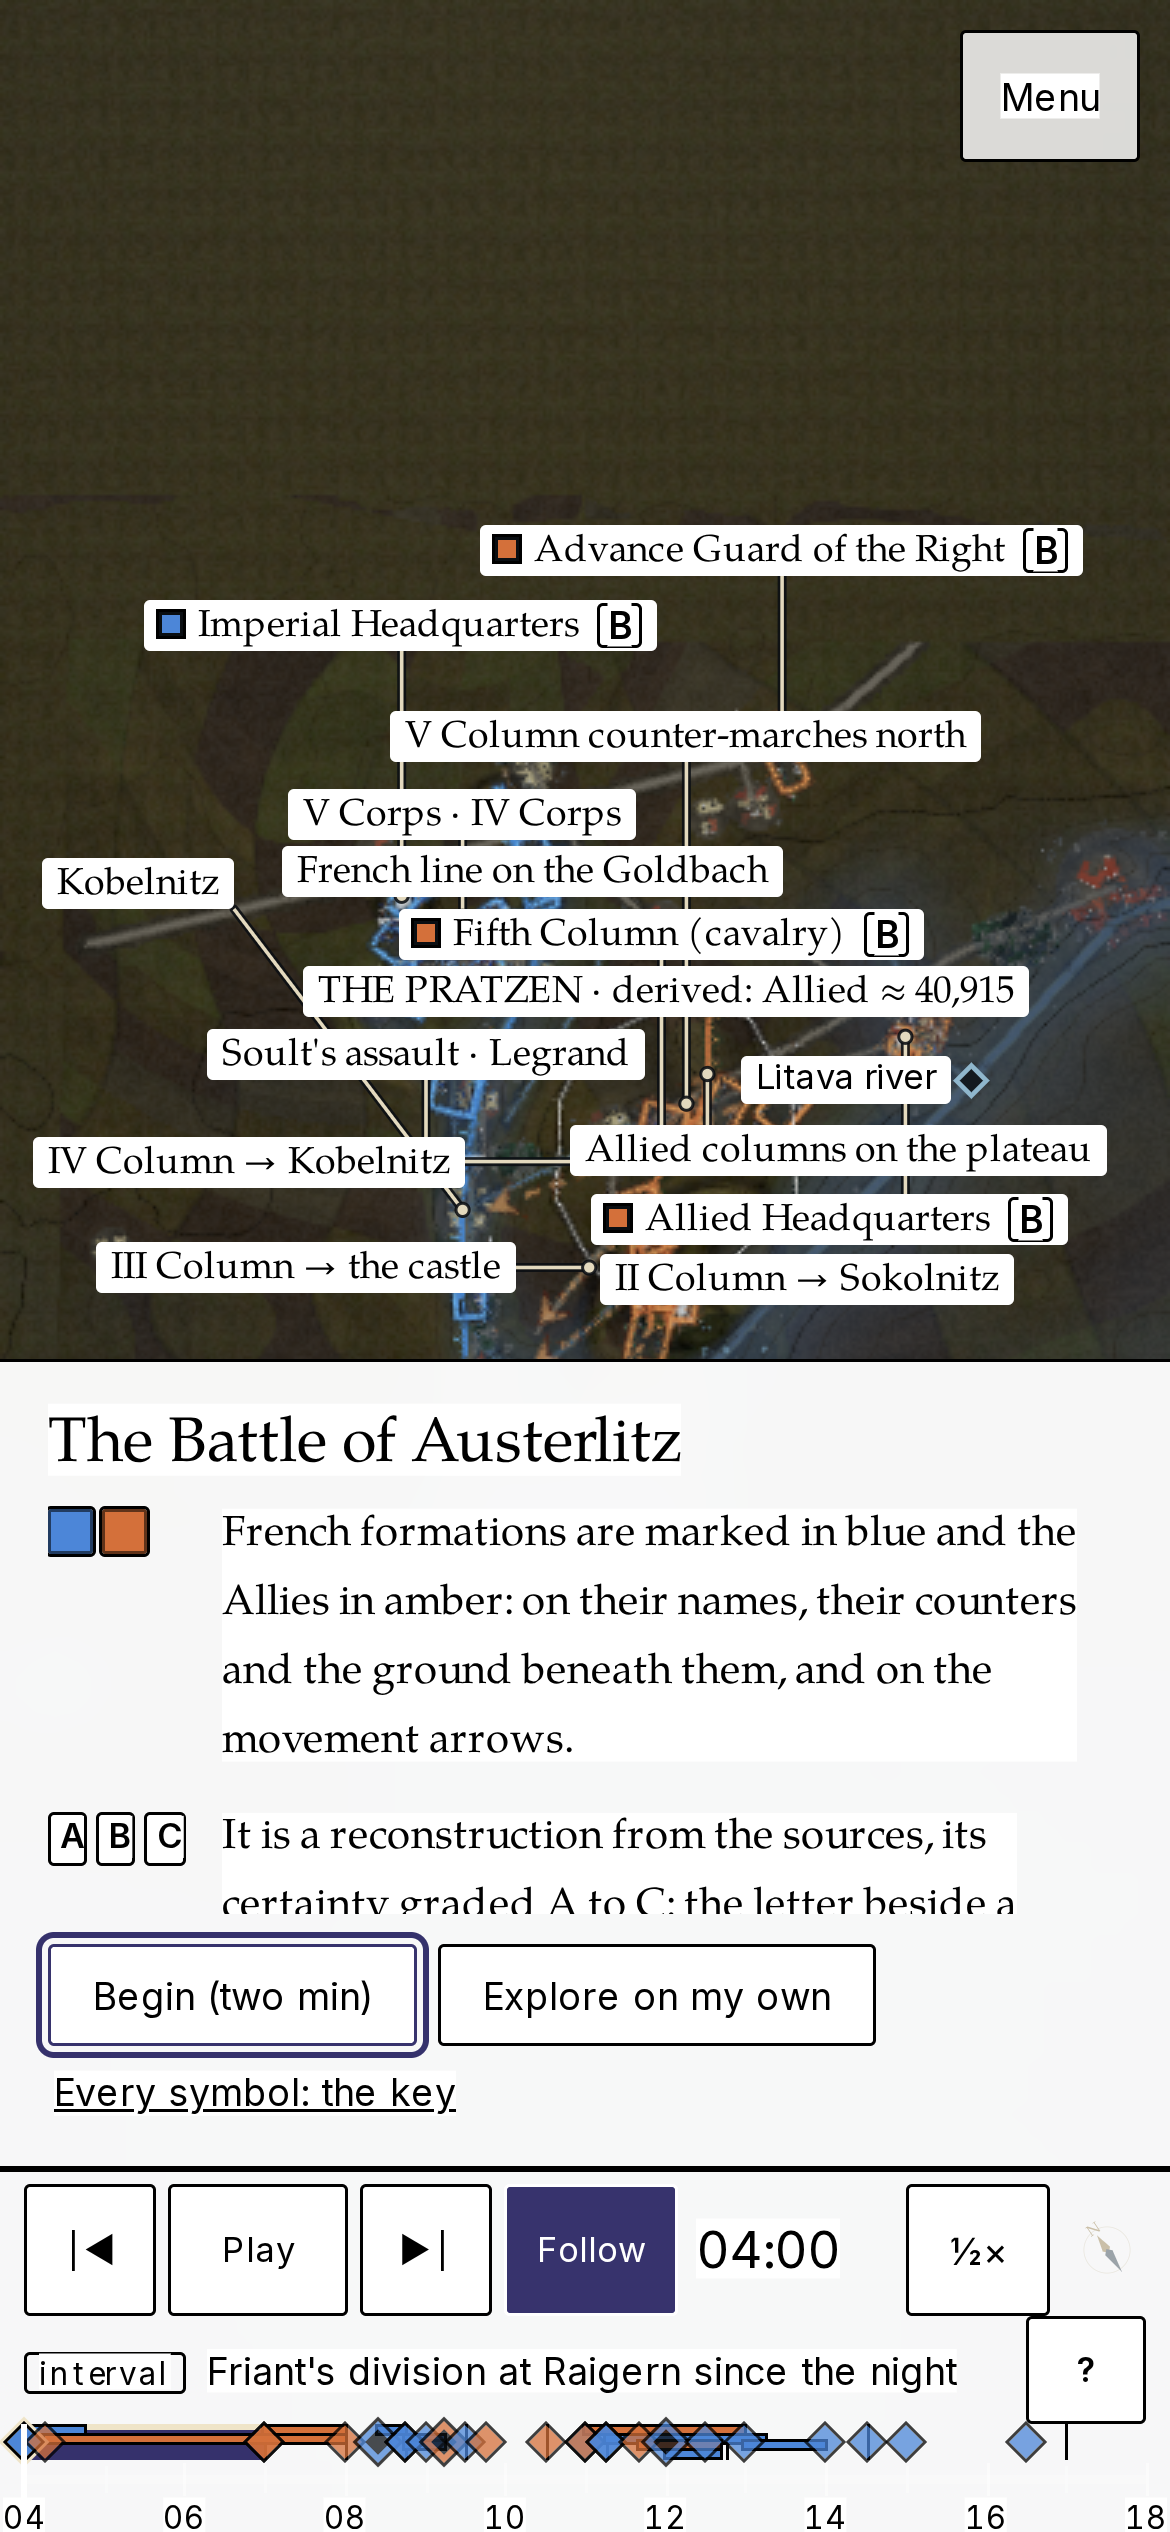 Menu
Advance Guard of the Right [B]
Imperial Headquarters [B]
V Column counter-marches north
V Corps · IV Corps
French line on the Goldbach
Kobelnitz
Fifth Column (cavalry) [B]
THE PRATZEN · derived: Allied ≈ 40,915
Soult's assault · Legrand
Litava river
Allied columns on the plateau
IV Column → Kobelnitz
Allied Headquarters [B]
III Column → the castle
II Column → Sokolnitz
The Battle of Austerlitz
French formations are marked in blue and the
Allies in amber: on their names, their counters
and the ground beneath them, and on the
movement arrows.
A B C It is a reconstruction from the sources, its
certainty graded A to C: the letter beside a
Begin (two min) Explore on my own
Every symbol: the key
Play Follow 04:00 ½× N
interval Friant's division at Raigern since the night ?
04 06 08 10 12 14 16 18